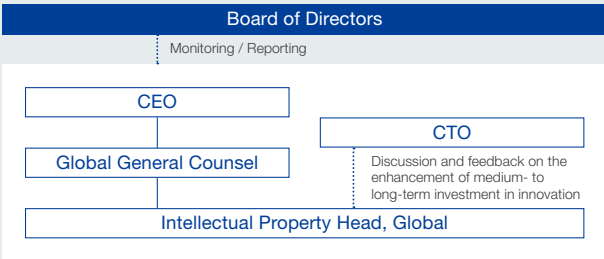 Board of Directors
Monitoring / Reporting
CEO
Global General Counsel
CTO
Discussion and feedback on the
enhancement of medium- to
long-term investment in innovation
Intellectual Property Head, Global